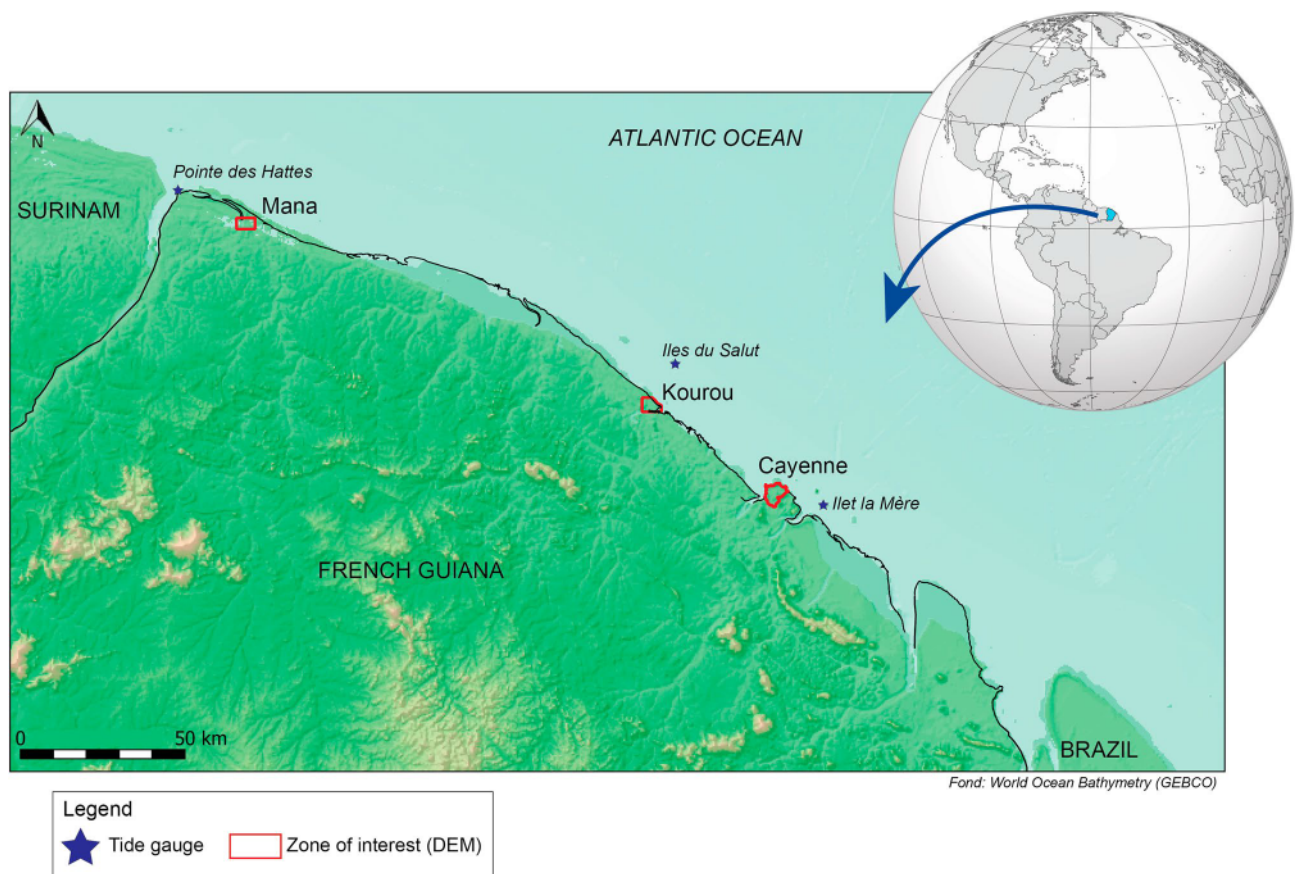 ATLANTIC OCEAN
N
Pointe des Hattes
SURINAM
Mana
Iles du Salut
Kourou
Cayenne
Ilet la Mère
FRENCH GUIANA
0 50 km
BRAZIL
Fond: World Ocean Bathymetry (GEBCO)
Legend
Tide gauge
Zone of interest (DEM)